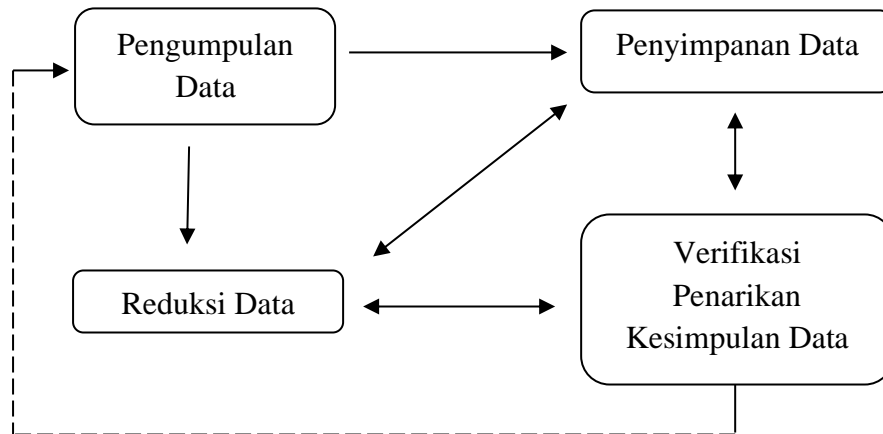 Pengumpulan
Data
Penyimpanan Data
Reduksi Data
Verifikasi
Penarikan
Kesimpulan Data